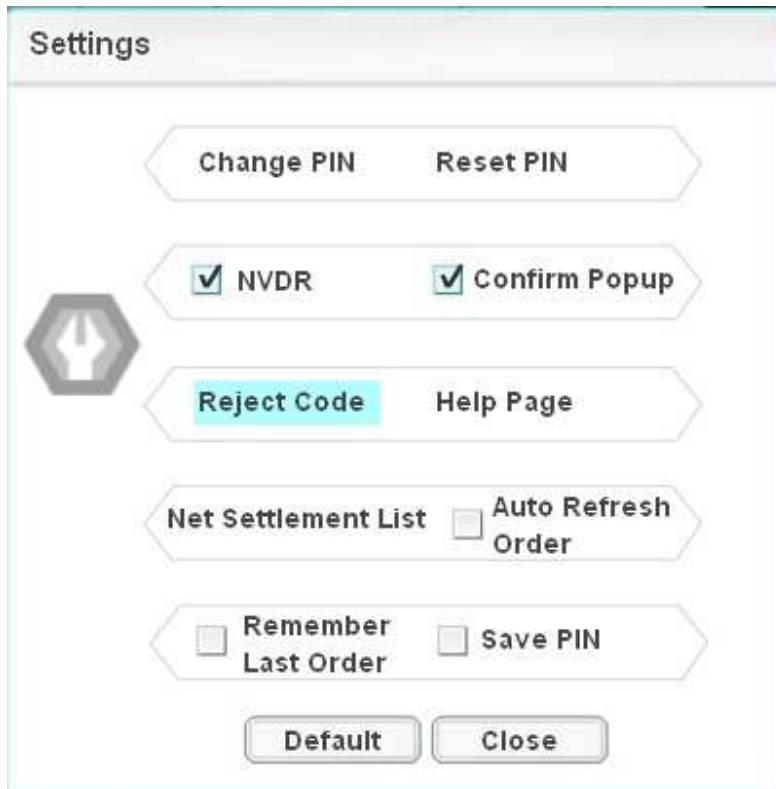 Settings
Change PIN Reset PIN
NVDR Confirm Popup
Reject Code Help Page
Net Settlement List Auto Refresh
Order
Remember
Last Order Save PIN
Default Close